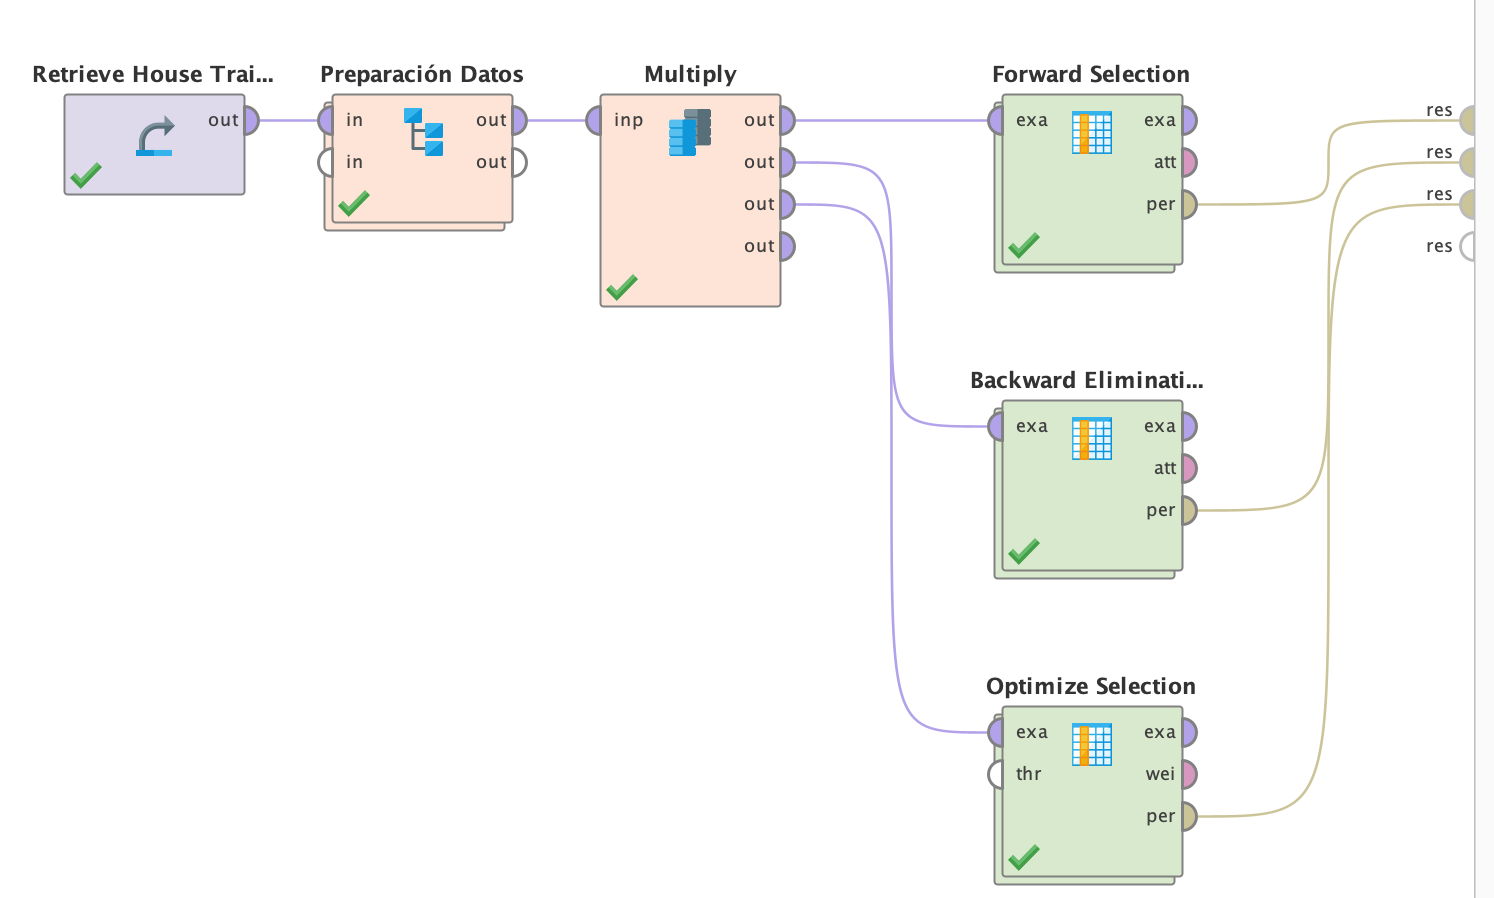 Retrieve House Trai...
out
Preparación Datos
in out
in out
Multiply
inp out
out
out
out
Forward Selection
exa exa
att
per
res
res
res
res
Backward Eliminati...
exa exa
att
per
Optimize Selection
exa exa
thr wei
per